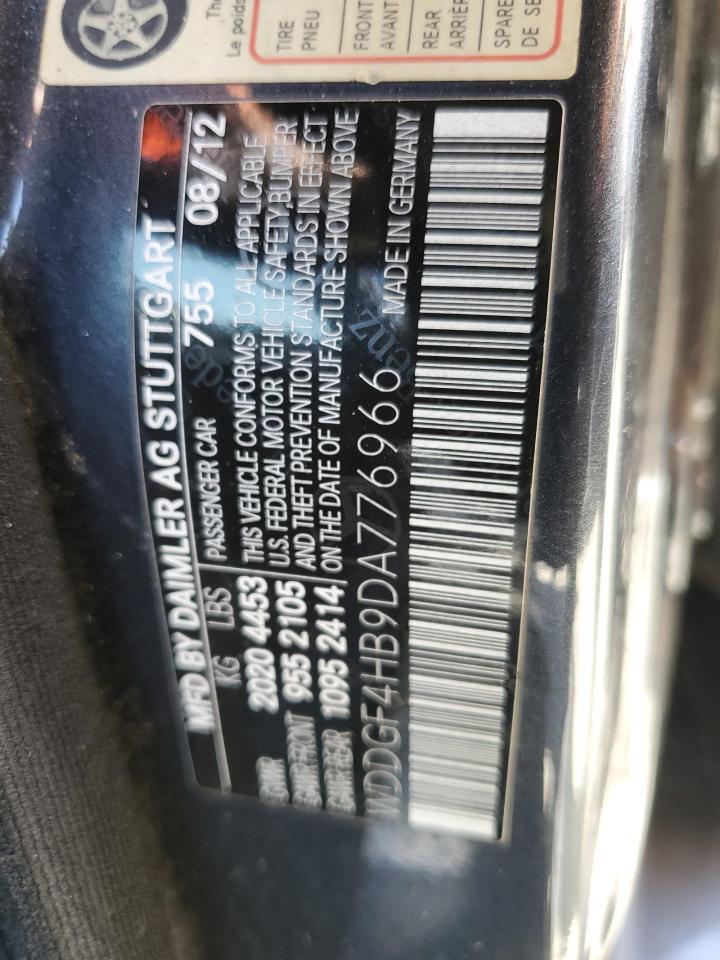 Th
Le poids
TIRE
PNEU
FRONT
AVANT
REAR
ARRIÈR
SPARE
DE SE
MFD BY DAIMLER AG STUTTGART
PASSENGER CAR 755 08/12
KG LBS
GVWR 2020 4453
GAWR FRONT 955 2105
GAWR REAR 1095 2414
THIS VEHICLE CONFORMS TO ALL APPLICABLE
U.S. FEDERAL MOTOR VEHICLE SAFETY,BUMPER,
AND THEFT PREVENTION STANDARDS IN EFFECT
ON THE DATE OF MANUFACTURE SHOWN ABOVE
WDDGF4HB9DA776966 MADE IN GERMANY